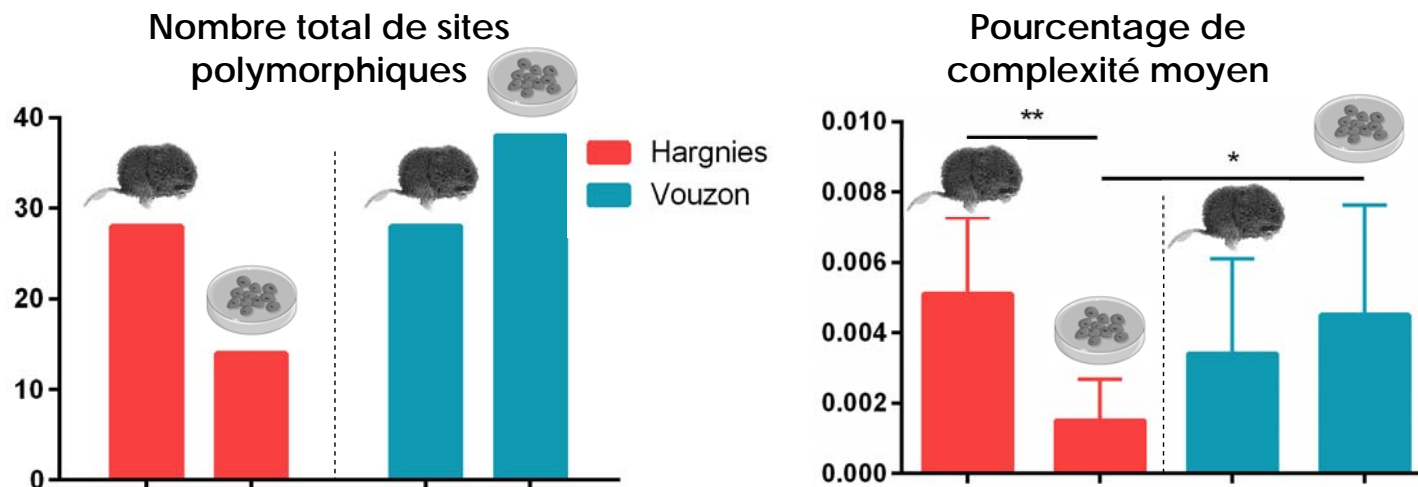 Nombre total de sites
polymorphiques
40
30
20
10
0
Hargnies
Vouzon
Pourcentage de
complexité moyen
0.010
0.008
0.006
0.004
0.002
0.000
**
*